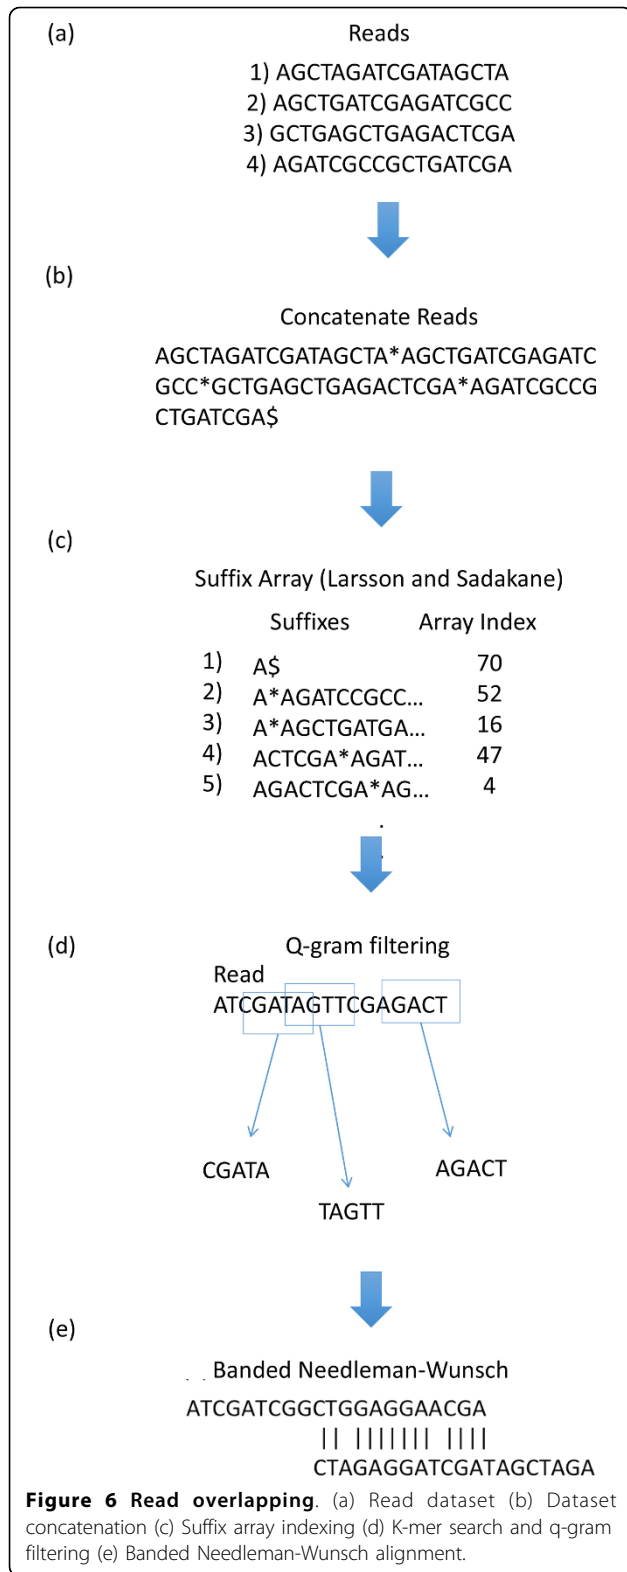 (a)
Reads
1) AGCTAGATCGATAGCTA
2) AGCTGATCGAGATCGCC
3) GCTGAGCTGAGACTCGA
4) AGATCGCCGCTGATCGA
(b)
Concatenate Reads
AGCTAGATCGATAGCTA*AGCTGATCGAGATC
GCC*GCTGAGCTGAGACTCGA*AGATCGCCG
CTGATCGA$
(c)
Suffix Array (Larsson and Sadakane)
Suffixes Array Index
1) A$ 70
2) A*AGATCCGCC... 52
3) A*AGCTGATGA... 16
4) ACTCGA*AGAT... 47
5) AGACTCGA*AG... 4
(d)
Q-gram filtering
Read
ATCGATAGTTCGAGACT
CGATA
AGACT
TAGTT
(e)
Banded Needleman-Wunsch
ATCGATCGGCTGGAGGAACGA
|| ||||||| ||||
CTAGAGGATCGATAGCTAGA
Figure 6 Read overlapping. (a) Read dataset (b) Dataset
concatenation (c) Suffix array indexing (d) K-mer search and q-gram
filtering (e) Banded Needleman-Wunsch alignment.